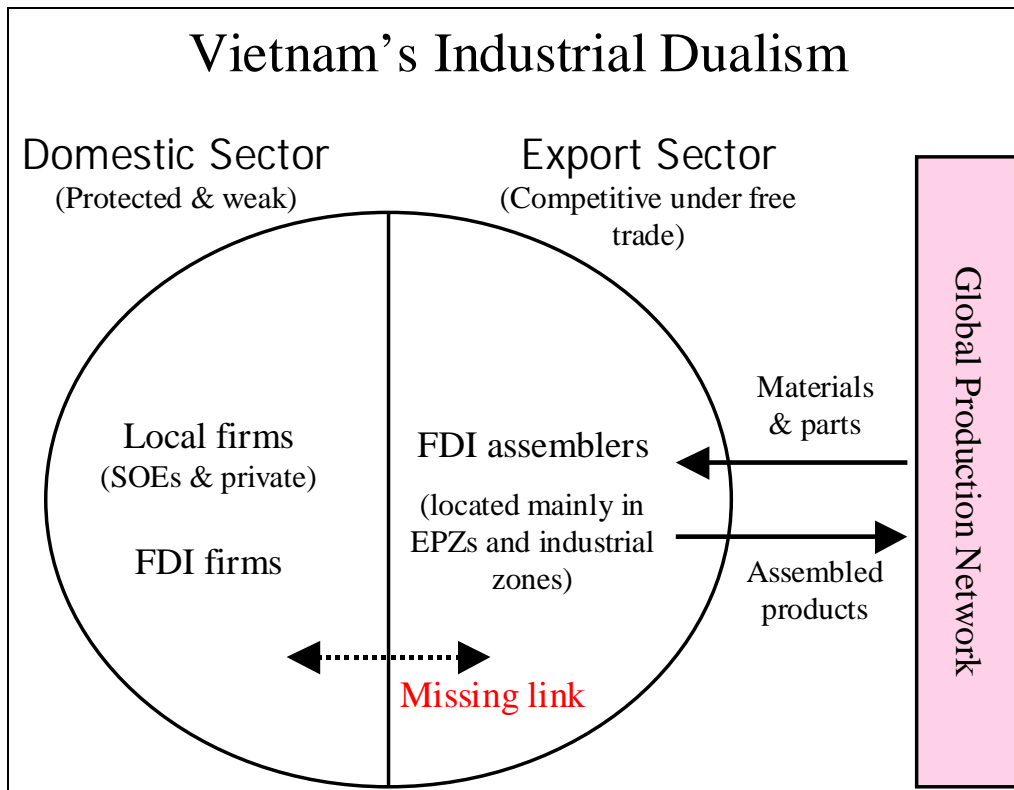 Vietnam's Industrial Dualism
Domestic Sector
(Protected & weak)
Export Sector
(Competitive under free
trade)
Local firms
(SOEs & private)
FDI firms
FDI assemblers
(located mainly in
EPZs and industrial
zones)
Missing link
Materials
& parts
Assembled
products
Global Production Network